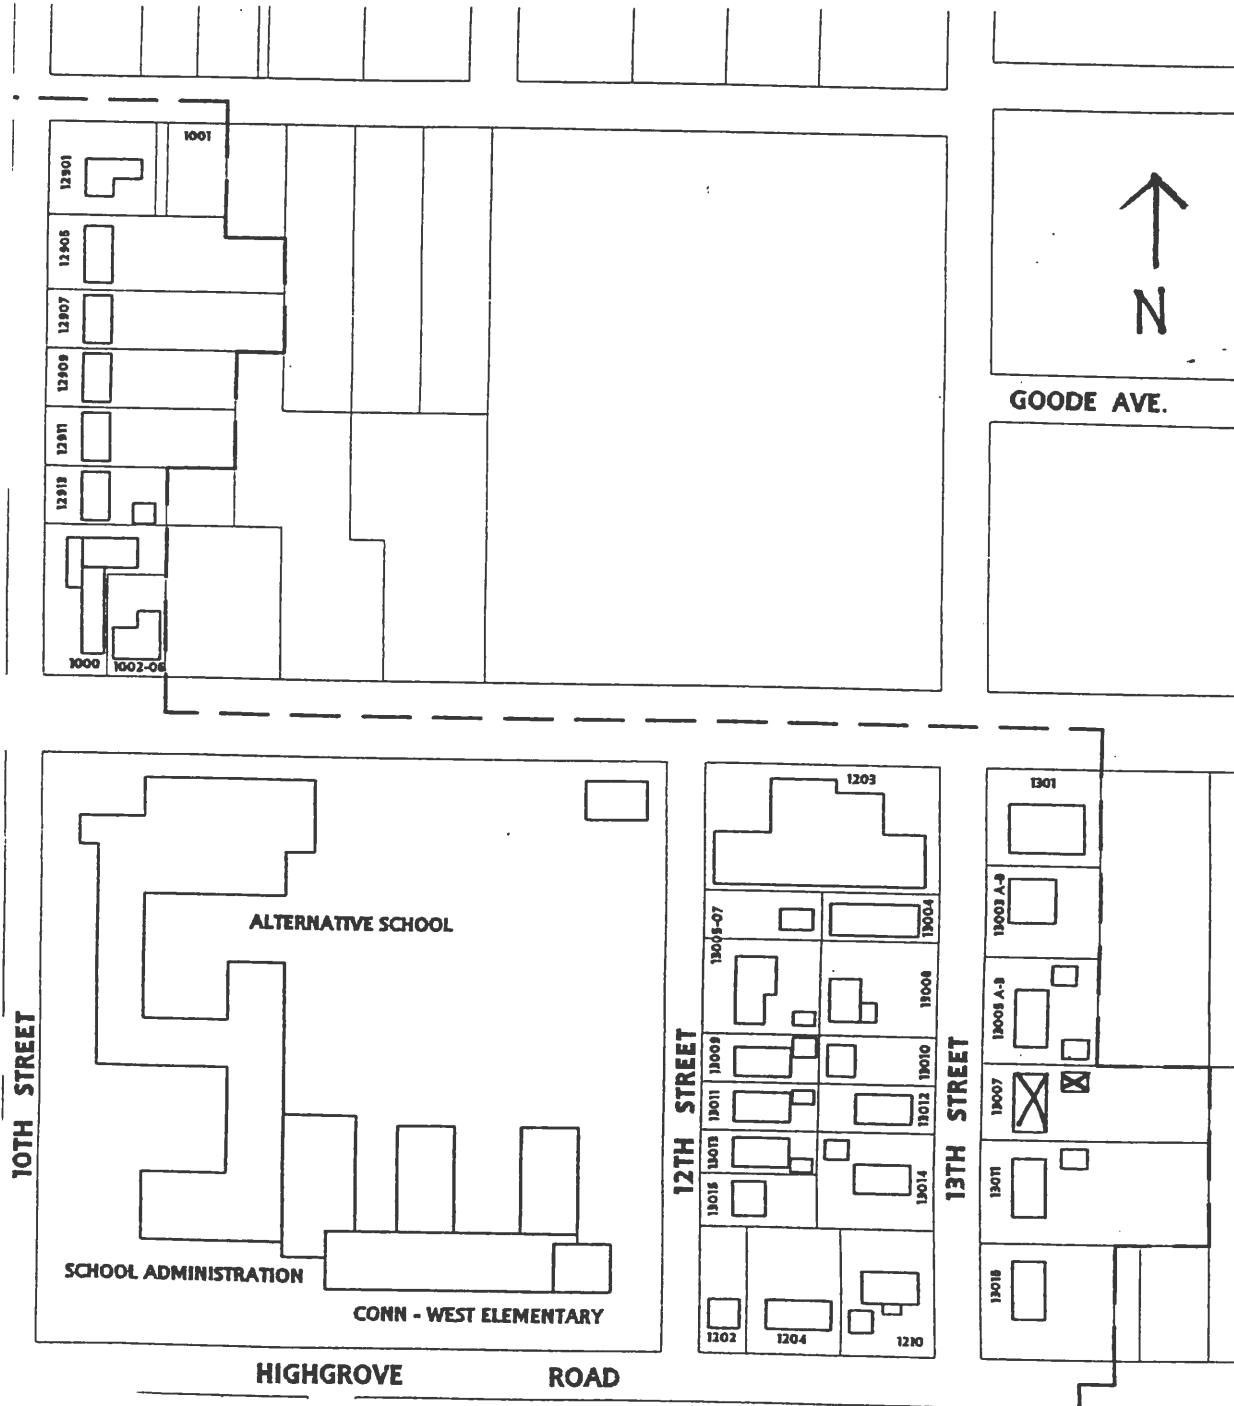 1001
12901
12905
12907
12909
12911
12913
1000
1002-06
N
GOODE AVE.
1203
1301
ALTERNATIVE SCHOOL
13005-07
13004
13003 A-B
13008
13005 A-B
13009
13010
13007
13011
13012
13013
13014
13011
13015
13015
10TH STREET
12TH STREET
13TH STREET
SCHOOL ADMINISTRATION
CONN - WEST ELEMENTARY
1202
1204
1210
HIGHGROVE ROAD